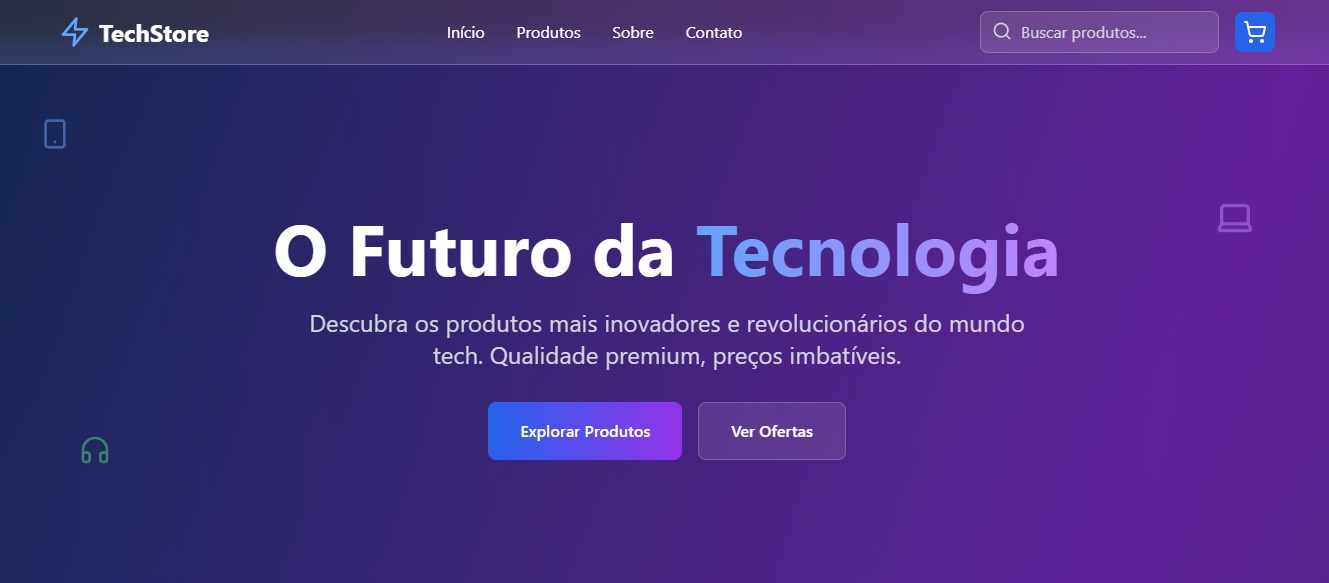 TechStore
Início
Produtos
Sobre
Contato
Buscar produtos...
O Futuro da Tecnologia
Descubra os produtos mais inovadores e revolucionários do mundo
tech. Qualidade premium, preços imbatíveis.
Explorar Produtos
Ver Ofertas